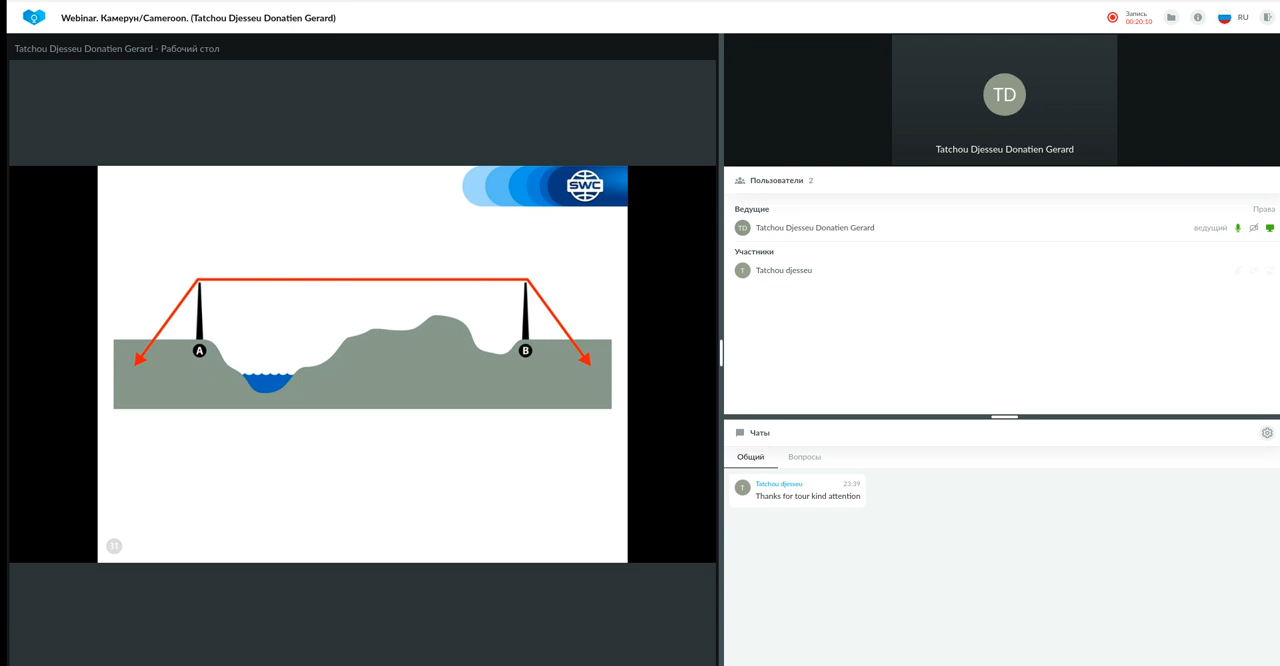 Webinar. Камерун/Cameroon. (Tatchou Djesseu Donatien Gerard)
Запись
00:20:10
RU
Tatchou Djesseu Donatien Gerard - Рабочий стол
SWC
A
B
11
TD
Tatchou Djesseu Donatien Gerard
Пользователи 2
Ведущие Права
TD Tatchou Djesseu Donatien Gerard ведущий
Участники
T Tatchou djesseu
Чаты
Общий Вопросы
T Tatchou djesseu 23:39
Thanks for tour kind attention